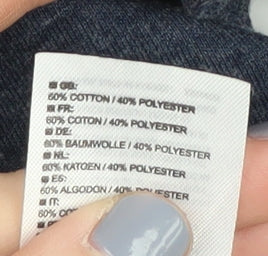 GB:
60% COTTON / 40% POLYESTER
FR:
60% COTON / 40% POLYESTER
DE:
60% BAUMWOLLE / 40% POLYESTER
NL:
60% KATOEN / 40% POLYESTER
ES:
60% ALGODON / 40% POLYESTER
IT:
60%